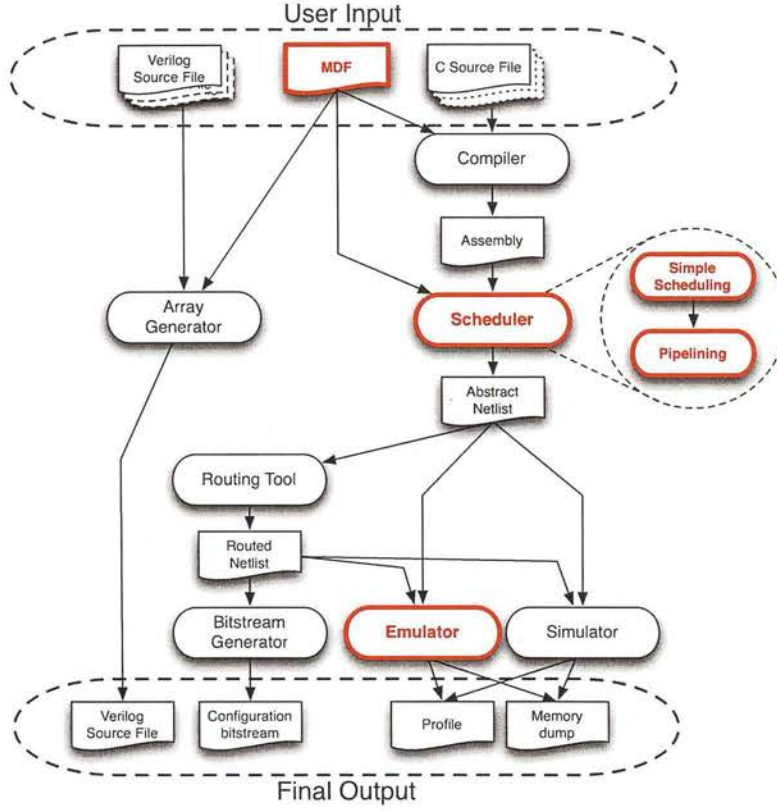 User Input
Verilog
Source File
MDF
C Source File
Compiler
Assembly
Simple
Scheduling
Array
Generator
Scheduler
Pipelining
Abstract
Netlist
Routing Tool
Routed
Netlist
Bitstream
Generator
Emulator
Simulator
Verilog
Source File
Configuration
bitstream
Profile
Memory
dump
Final Output